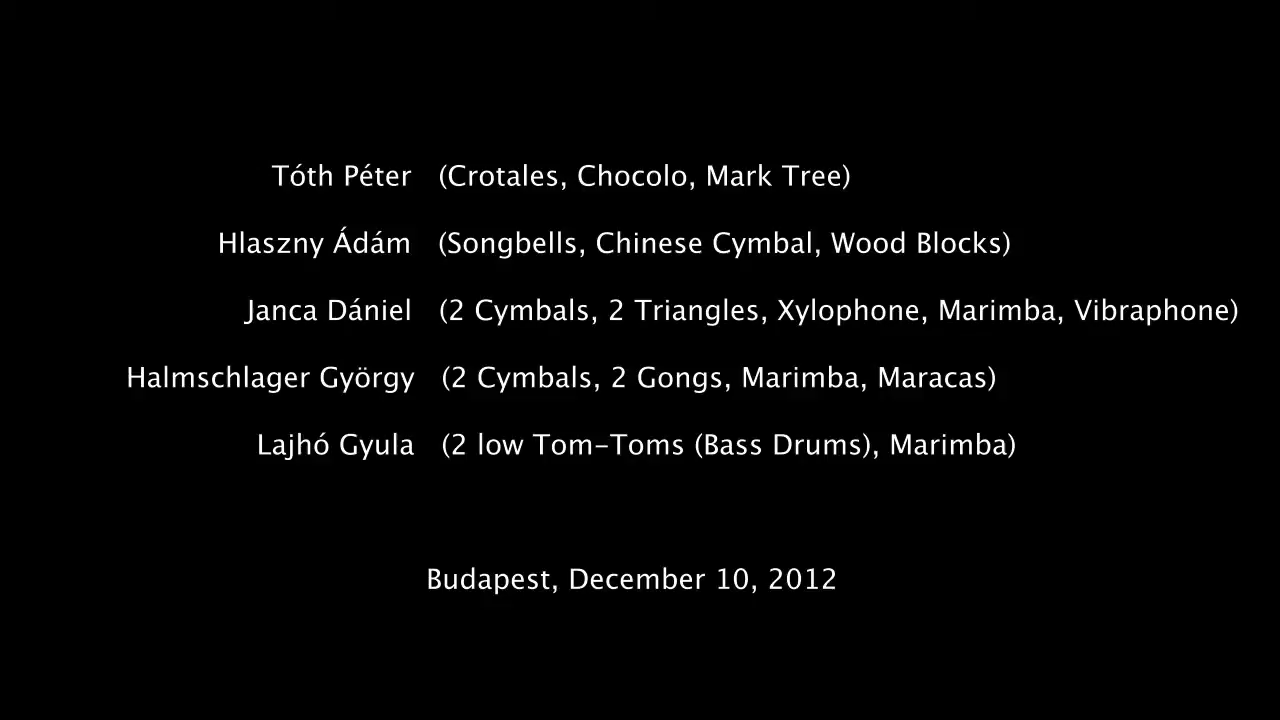 Tóth Péter (Crotales, Chocolo, Mark Tree)
Hlaszny Ádám (Songbells, Chinese Cymbal, Wood Blocks)
Janca Dániel (2 Cymbals, 2 Triangles, Xylophone, Marimba, Vibraphone)
Halmschlager György (2 Cymbals, 2 Gongs, Marimba, Maracas)
Lajhó Gyula (2 low Tom-Toms (Bass Drums), Marimba)
Budapest, December 10, 2012